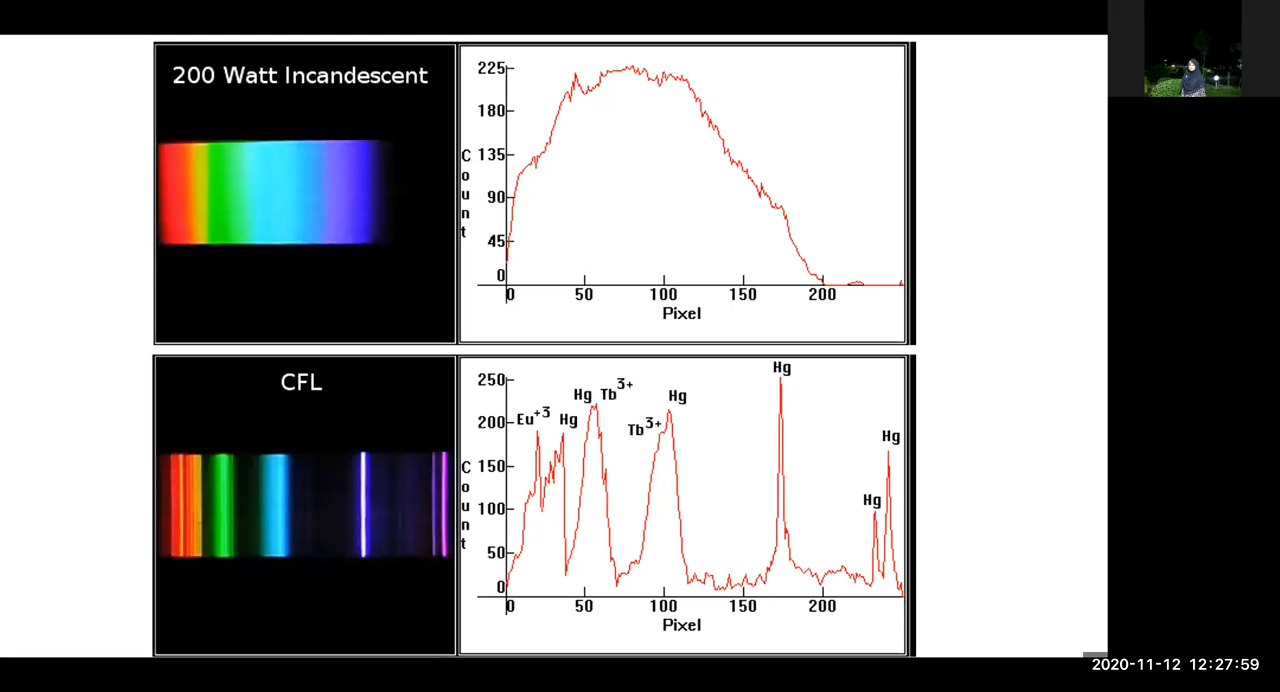 200 Watt Incandescent
225
180
135
90
45
0
Count
0 50 100 150 200
Pixel
CFL
250
200
150
100
50
0
Count
Eu+3 Hg Hg Tb3+ Tb3+ Hg Hg Hg Hg
0 50 100 150 200
Pixel
2020-11-12 12:27:59